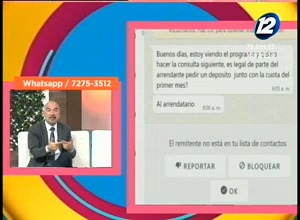 12
Whatsapp / 7275-3512
Buenos días, estoy viendo el programa y quiero
hacer la consulta siguiente, es legal de parte del
arrendante pedir un deposito junto con la cuota del
primer mes?
Al arrendatario
El remitente no está en tu lista de contactos
REPORTAR
BLOQUEAR
OK